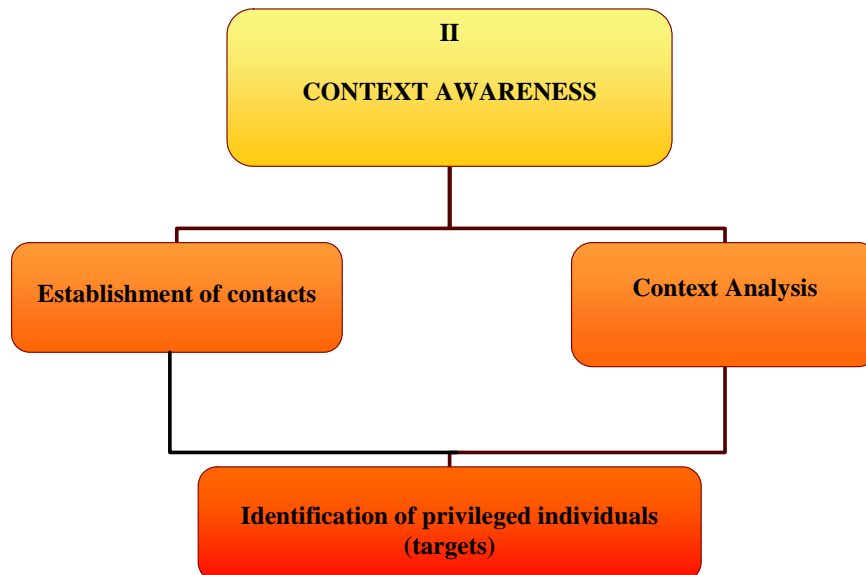 II
CONTEXT AWARENESS
Establishment of contacts
Context Analysis
Identification of privileged individuals
(targets)